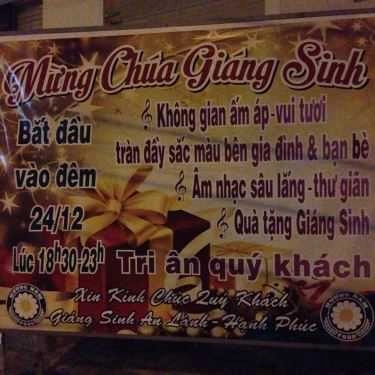 Mừng Chúa Giáng Sinh
Bắt đầu
vào đêm
24/12
Lúc 18h30-23h
Không gian ấm áp-vui tươi
tràn đầy sắc màu bên gia đình & bạn bè
Âm nhạc sâu lắng-thư giãn
Quà tặng Giáng Sinh
Tri ân quý khách
Xin Kính Chúc Quý Khách
Giáng Sinh An Lành-Hạnh Phúc